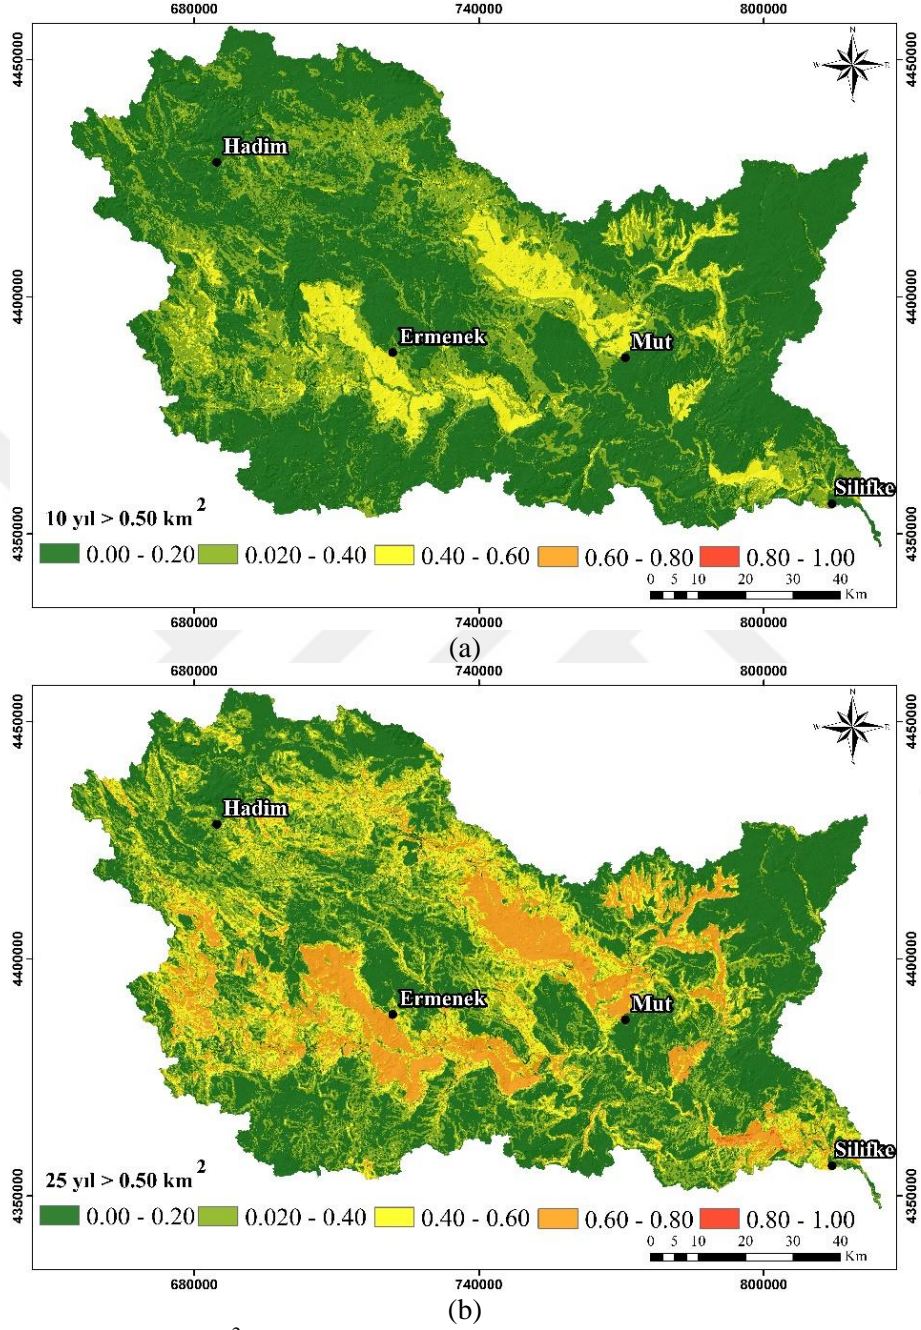 680000 740000 800000
4450000 4450000
N
W E
S
Hadim
4400000 4400000
Ermenek
Mut
Silifke
10 yıl > 0.50 km2
4350000 4350000
0.00 - 0.20 0.020 - 0.40 0.40 - 0.60 0.60 - 0.80 0.80 - 1.00
0 5 10 20 30 40
Km
680000 740000 800000
(a)
680000 740000 800000
4450000 4450000
N
W E
S
Hadim
4400000 4400000
Ermenek
Mut
Silifke
25 yıl > 0.50 km2
4350000 4350000
0.00 - 0.20 0.020 - 0.40 0.40 - 0.60 0.60 - 0.80 0.80 - 1.00
0 5 10 20 30 40
Km
680000 740000 800000
(b)